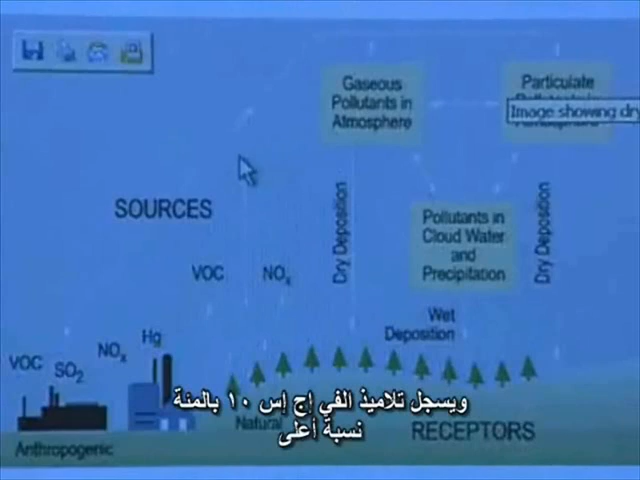 Gaseous
Pollutants in
Atmosphere
Particulate
Image showing dry
SOURCES
Dry Deposition
Pollutants in
Cloud Water
and
Precipitation
Dry Deposition
VOC
NOx
Wet
Deposition
VOC
SO2
NOx
Hg
ويسجل تلاميذ الفي إج إس ١٠ بالمئة
نسبة أعلى
Natural
RECEPTORS
Anthropogenic